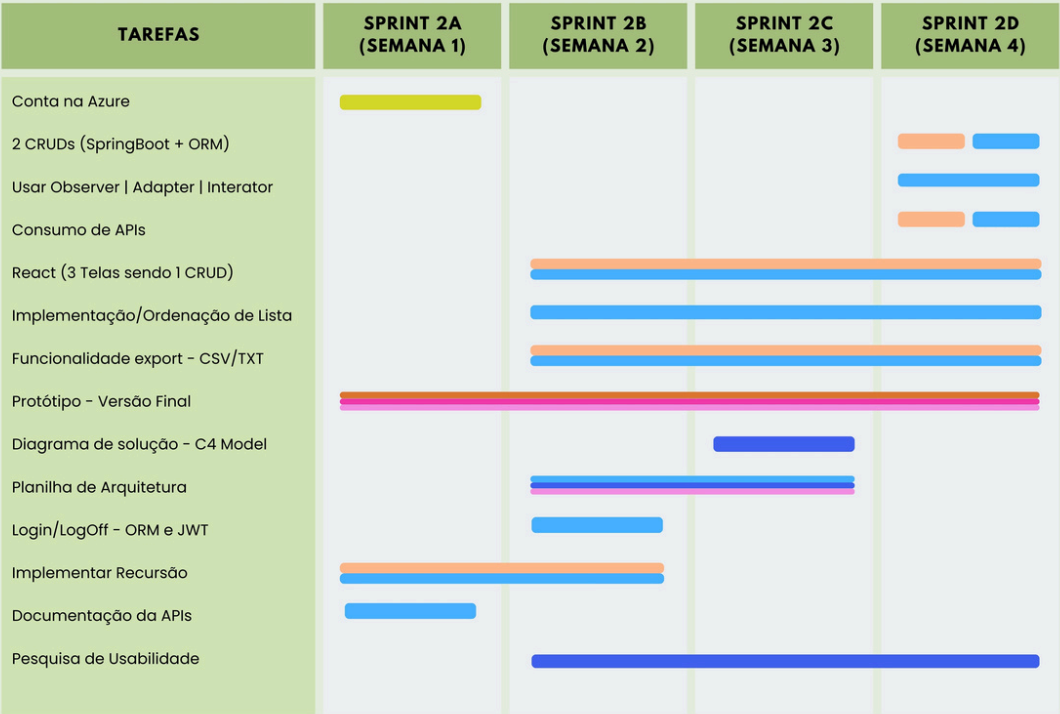 TAREFAS
SPRINT 2A
(SEMANA 1)
SPRINT 2B
(SEMANA 2)
SPRINT 2C
(SEMANA 3)
SPRINT 2D
(SEMANA 4)
Conta na Azure
2 CRUDs (SpringBoot + ORM)
Usar Observer | Adapter | Interator
Consumo de APIs
React (3 Telas sendo 1 CRUD)
Implementação/Ordenação de Lista
Funcionalidade export - CSV/TXT
Protótipo - Versão Final
Diagrama de solução - C4 Model
Planilha de Arquitetura
Login/LogOff - ORM e JWT
Implementar Recursão
Documentação da APIs
Pesquisa de Usabilidade